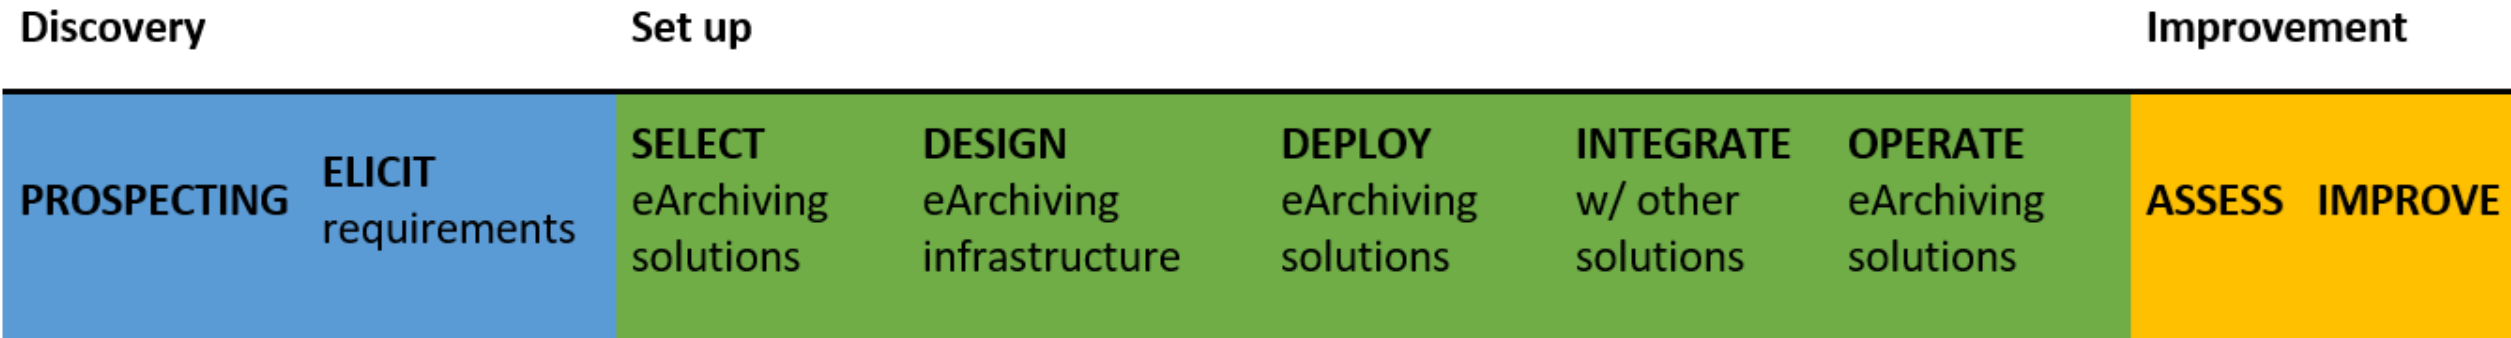 Discovery
Set up
Improvement
PROSPECTING
ELICIT
requirements
SELECT
eArchiving
solutions
DESIGN
eArchiving
infrastructure
DEPLOY
eArchiving
solutions
INTEGRATE
w/ other
solutions
OPERATE
eArchiving
solutions
ASSESS
IMPROVE